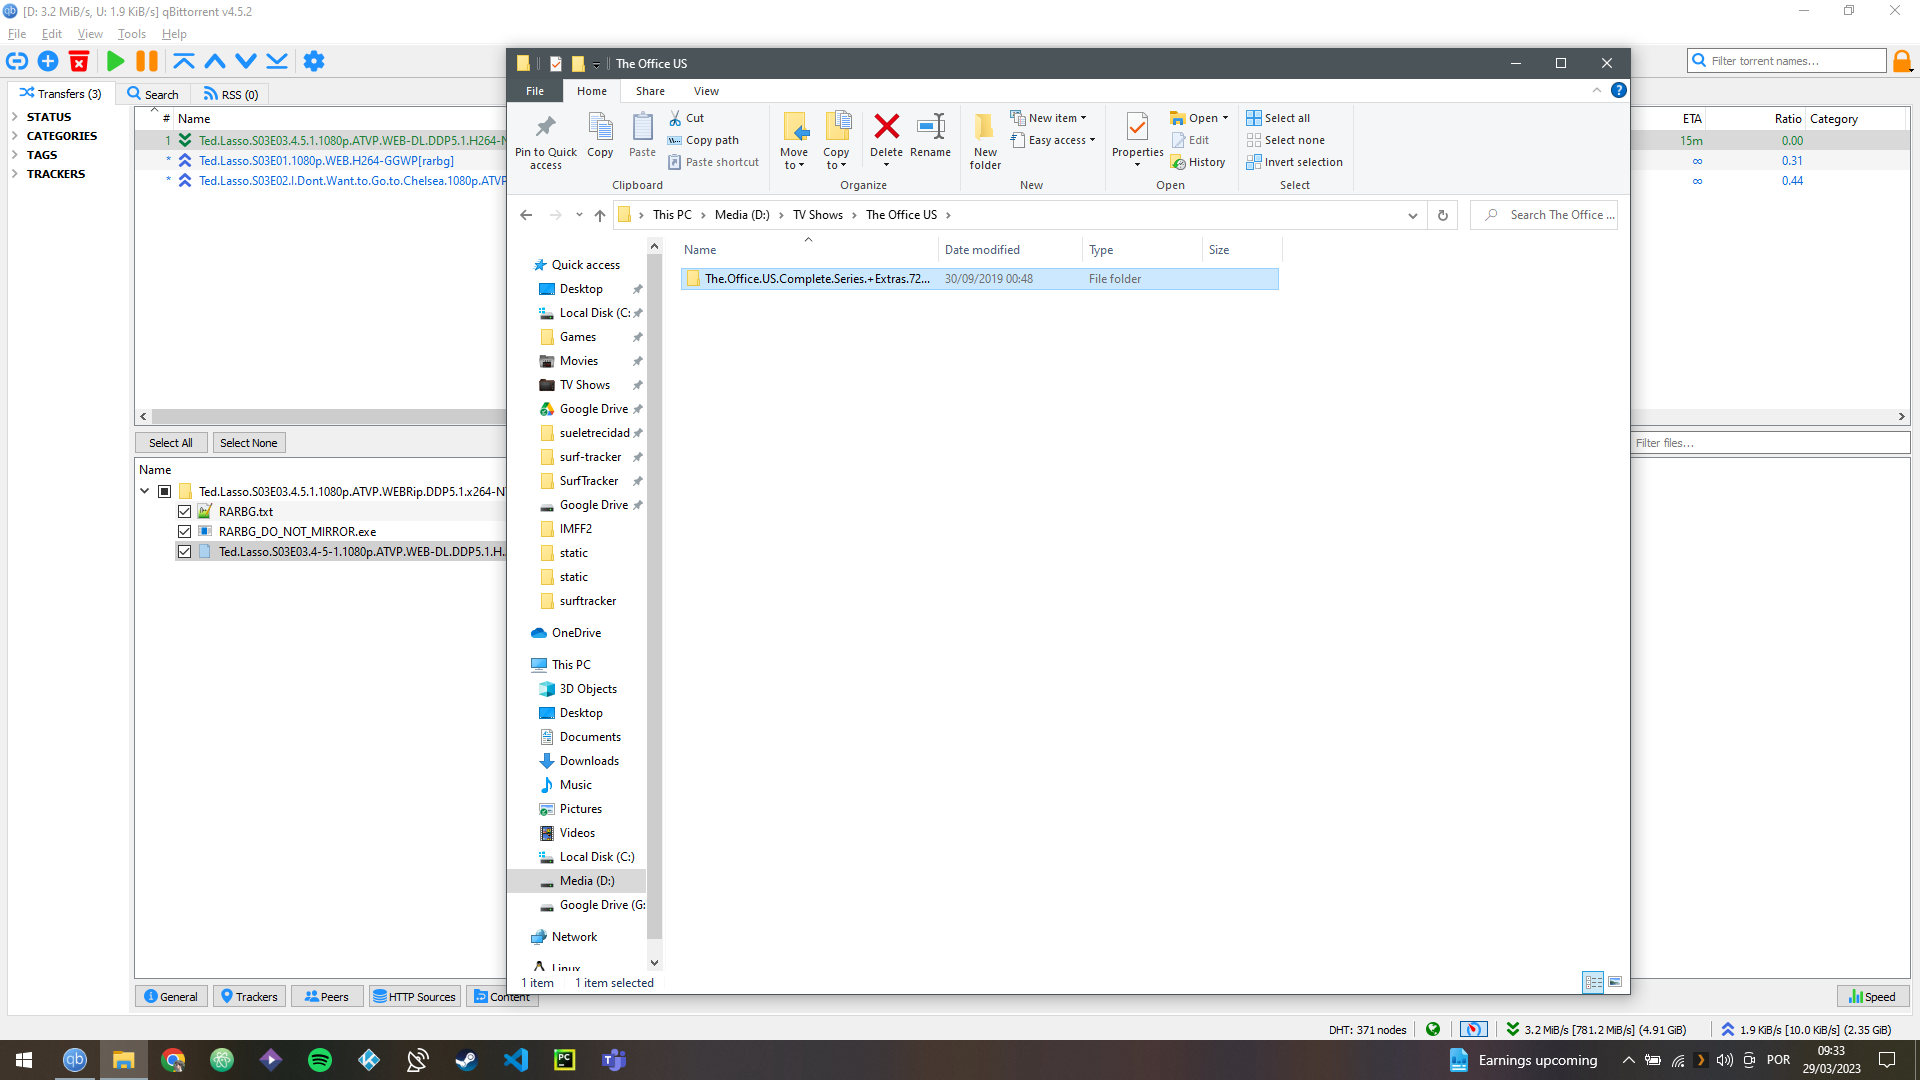 [D: 3.2 MiB/s, U: 1.9 KiB/s] qBittorrent v4.5.2
File Edit View Tools Help
Filter torrent names...
Transfers (3) Search RSS (0)
STATUS
CATEGORIES
TAGS
TRACKERS
# Name ETA Ratio Category
1 Ted.Lasso.S03E03.4.5.1.1080p.ATVP.WEB-DL.DDP5.1.H264-N 15m 0.00
* Ted.Lasso.S03E01.1080p.WEB.H264-GGWP[rarbg] ∞ 0.31
* Ted.Lasso.S03E02.I.Dont.Want.to.Go.to.Chelsea.1080p.ATVP ∞ 0.44
Select All Select None
Filter files...
Name
Ted.Lasso.S03E03.4.5.1.1080p.ATVP.WEBRip.DDP5.1.x264-NT
RARBG.txt
RARBG_DO_NOT_MIRROR.exe
Ted.Lasso.S03E03.4-5-1.1080p.ATVP.WEB-DL.DDP5.1.H...
General Trackers Peers HTTP Sources Content
Speed
DHT: 371 nodes 3.2 MiB/s [781.2 MiB/s] (4.91 GiB) 1.9 KiB/s [10.0 KiB/s] (2.35 GiB)
The Office US
File Home Share View
Pin to Quick access
Copy
Paste
Cut
Copy path
Paste shortcut
Clipboard
Move to
Copy to
Delete
Rename
Organize
New folder
New item
Easy access
New
Properties
Open
Edit
History
Open
Select all
Select none
Invert selection
Select
This PC > Media (D:) > TV Shows > The Office US >
Search The Office ...
Name Date modified Type Size
The.Office.US.Complete.Series.+Extras.72... 30/09/2019 00:48 File folder
Quick access
Desktop
Local Disk (C:
Games
Movies
TV Shows
Google Drive
sueletrecidad
surf-tracker
SurfTracker
Google Drive
IMFF2
static
static
surftracker
OneDrive
This PC
3D Objects
Desktop
Documents
Downloads
Music
Pictures
Videos
Local Disk (C:)
Media (D:)
Google Drive (G:
Network
Linux
1 item 1 item selected
Earnings upcoming
POR
09:33
29/03/2023